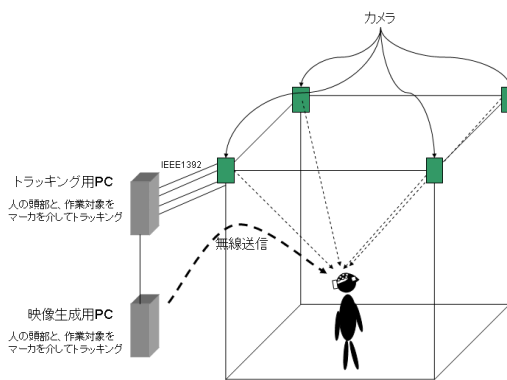 カメラ
IEEE1392
トラッキング用PC
人の頭部と、作業対象を
マーカを介してトラッキング
無線送信
映像生成用PC
人の頭部と、作業対象を
マーカを介してトラッキング